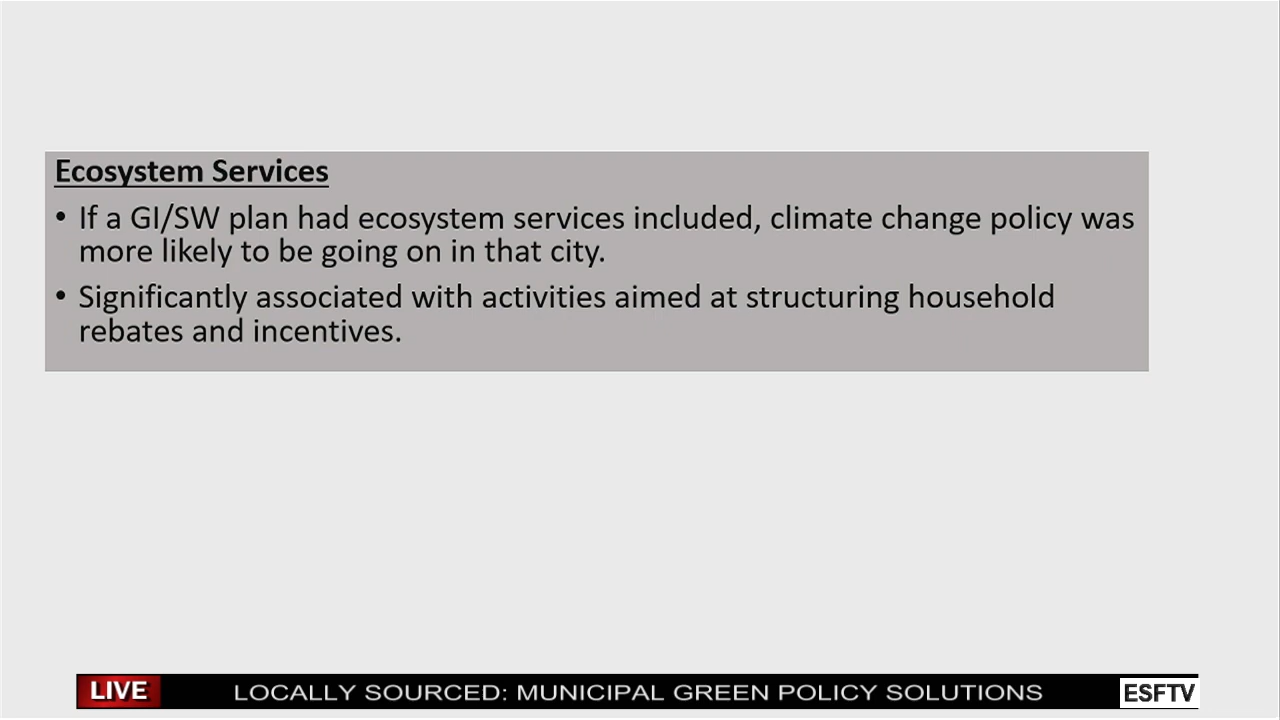 Ecosystem Services
• If a GI/SW plan had ecosystem services included, climate change policy was
more likely to be going on in that city.
• Significantly associated with activities aimed at structuring household
rebates and incentives.
LIVE LOCALLY SOURCED: MUNICIPAL GREEN POLICY SOLUTIONS ESFTV